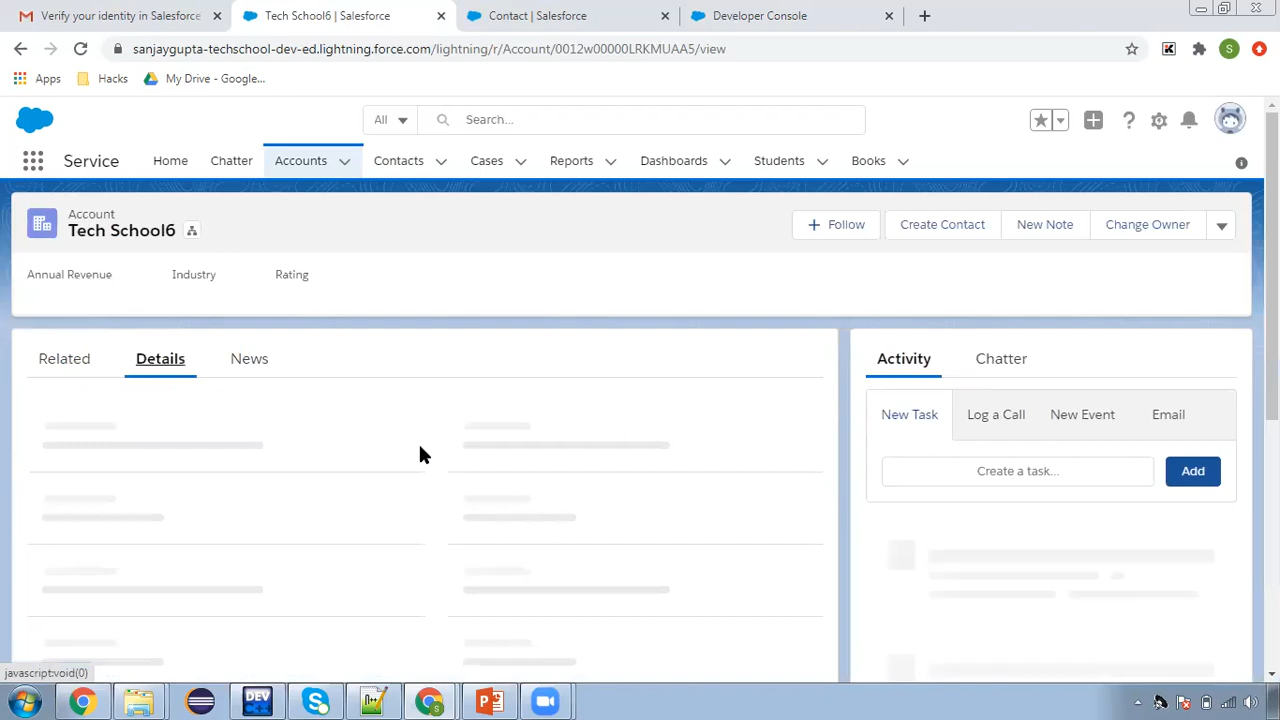 Verify your identity in Salesforce
Tech School6 | Salesforce
Contact | Salesforce
Developer Console
sanjaygupta-techschool-dev-ed.lightning.force.com/lightning/r/Account/0012w00000LRKMUAA5/view
S
Apps
Hacks
My Drive - Google...
All
Search...
Service
Home
Chatter
Accounts
Contacts
Cases
Reports
Dashboards
Students
Books
Account
Tech School6
Follow
Create Contact
New Note
Change Owner
Annual Revenue
Industry
Rating
Related
Details
News
Activity
Chatter
New Task
Log a Call
New Event
Email
Create a task...
Add
javascript:void(0)
DEV
C++